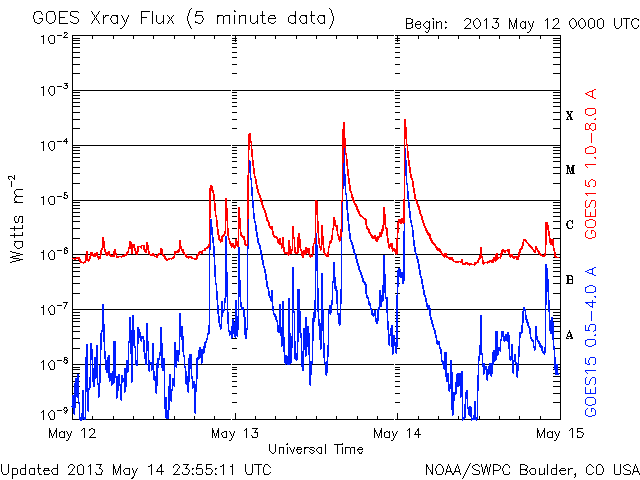 GOES Xray Flux (5 minute data)
Begin: 2013 May 12 0000 UTC
10⁻²
10⁻³
10⁻⁴
10⁻⁵
10⁻⁶
10⁻⁷
10⁻⁸
10⁻⁹
Watts m⁻²
X
M
C
B
A
GOES15 1.0-8.0 A
GOES15 0.5-4.0 A
May 12
May 13
May 14
May 15
Universal Time
Updated 2013 May 14 23:55:11 UTC
NOAA/SWPC Boulder, CO USA